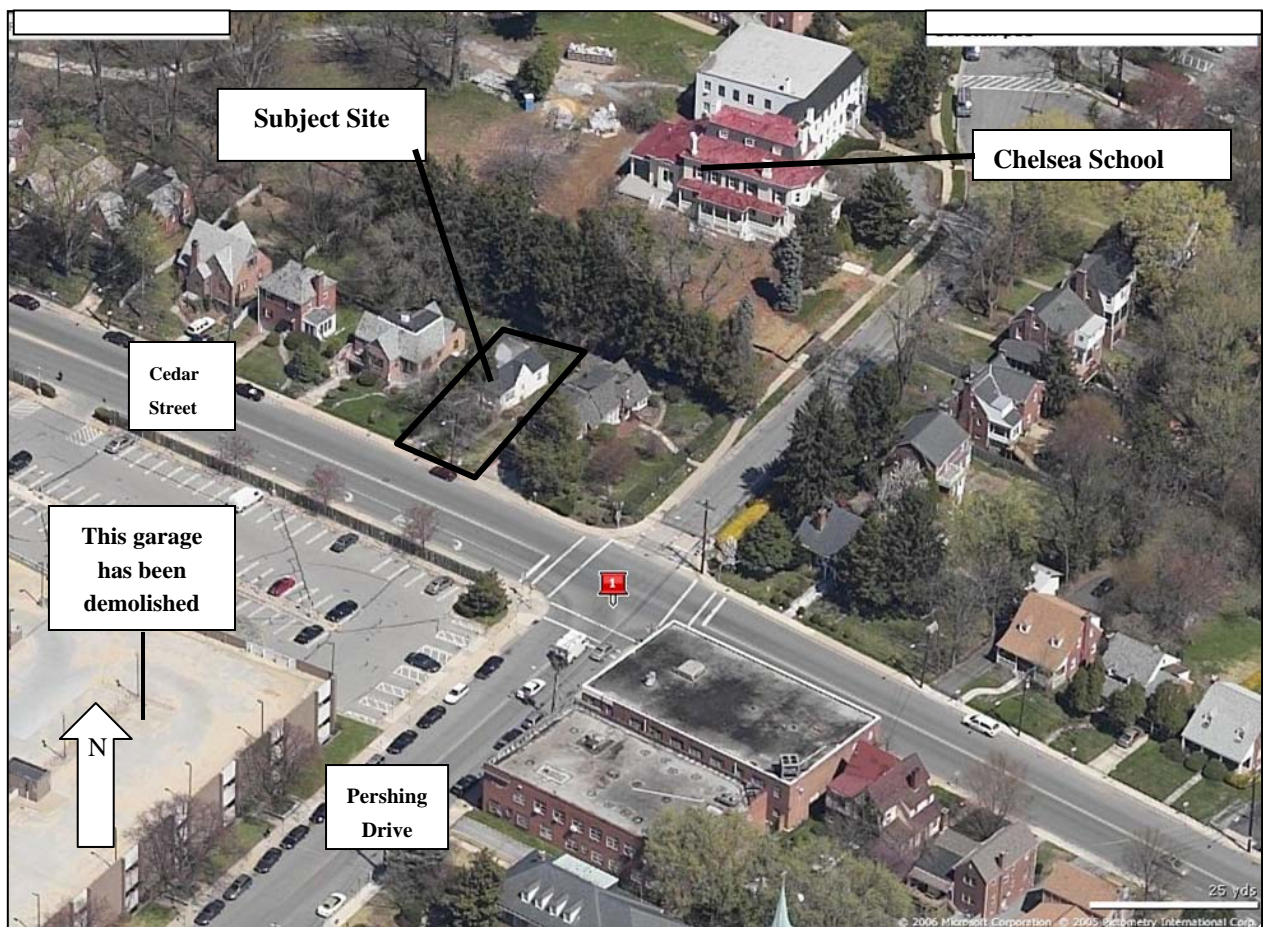 Subject Site
Chelsea School
Cedar
Street
This garage
has been
demolished
1
N
Pershing
Drive
25 yds
© 2006 Microsoft Corporation © 2005 Pictometry International Corp.